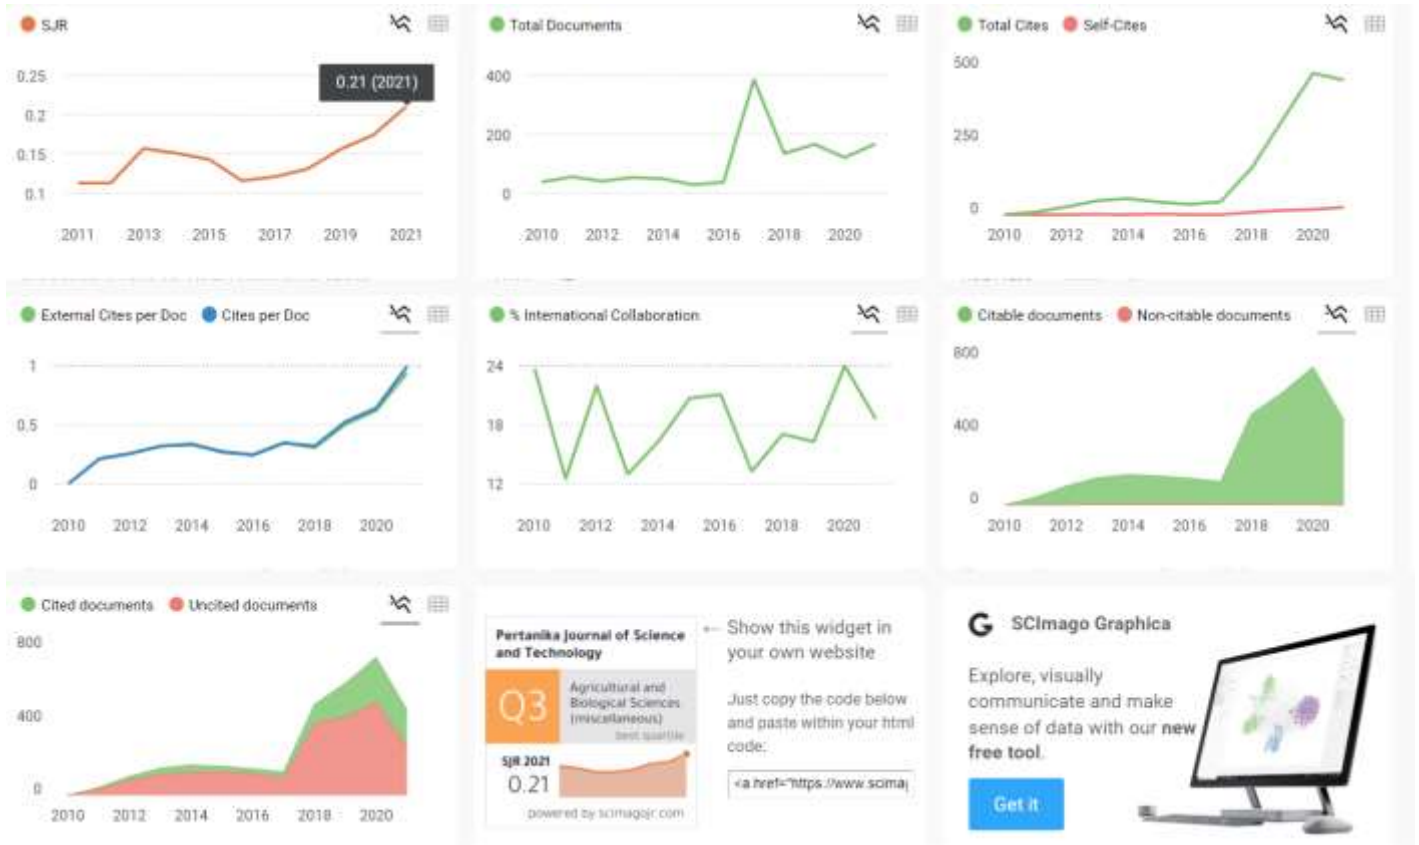 SJR
0.25
0.2
0.15
0.1
0.21 (2021)
2011 2013 2015 2017 2019 2021
Total Documents
400
200
0
2010 2012 2014 2016 2018 2020
Total Cites Self-Cites
500
250
0
2010 2012 2014 2016 2018 2020
External Cites per Doc Cites per Doc
1
0.5
0
2010 2012 2014 2016 2018 2020
% International Collaboration
24
18
12
2010 2012 2014 2016 2018 2020
Citable documents Non-citable documents
800
400
0
2010 2012 2014 2016 2018 2020
Cited documents Uncited documents
800
400
0
2010 2012 2014 2016 2018 2020
Pertanika Journal of Science
and Technology
Q3
Agricultural and
Biological Sciences
(miscellaneous)
best quartile
SJR 2021
0.21
powered by scimagojr.com
← Show this widget in
your own website
Just copy the code below
and paste within your html
code:
<a href="https://www.scimag
SCImago Graphica
Explore, visually
communicate and make
sense of data with our new
free tool.
Get it